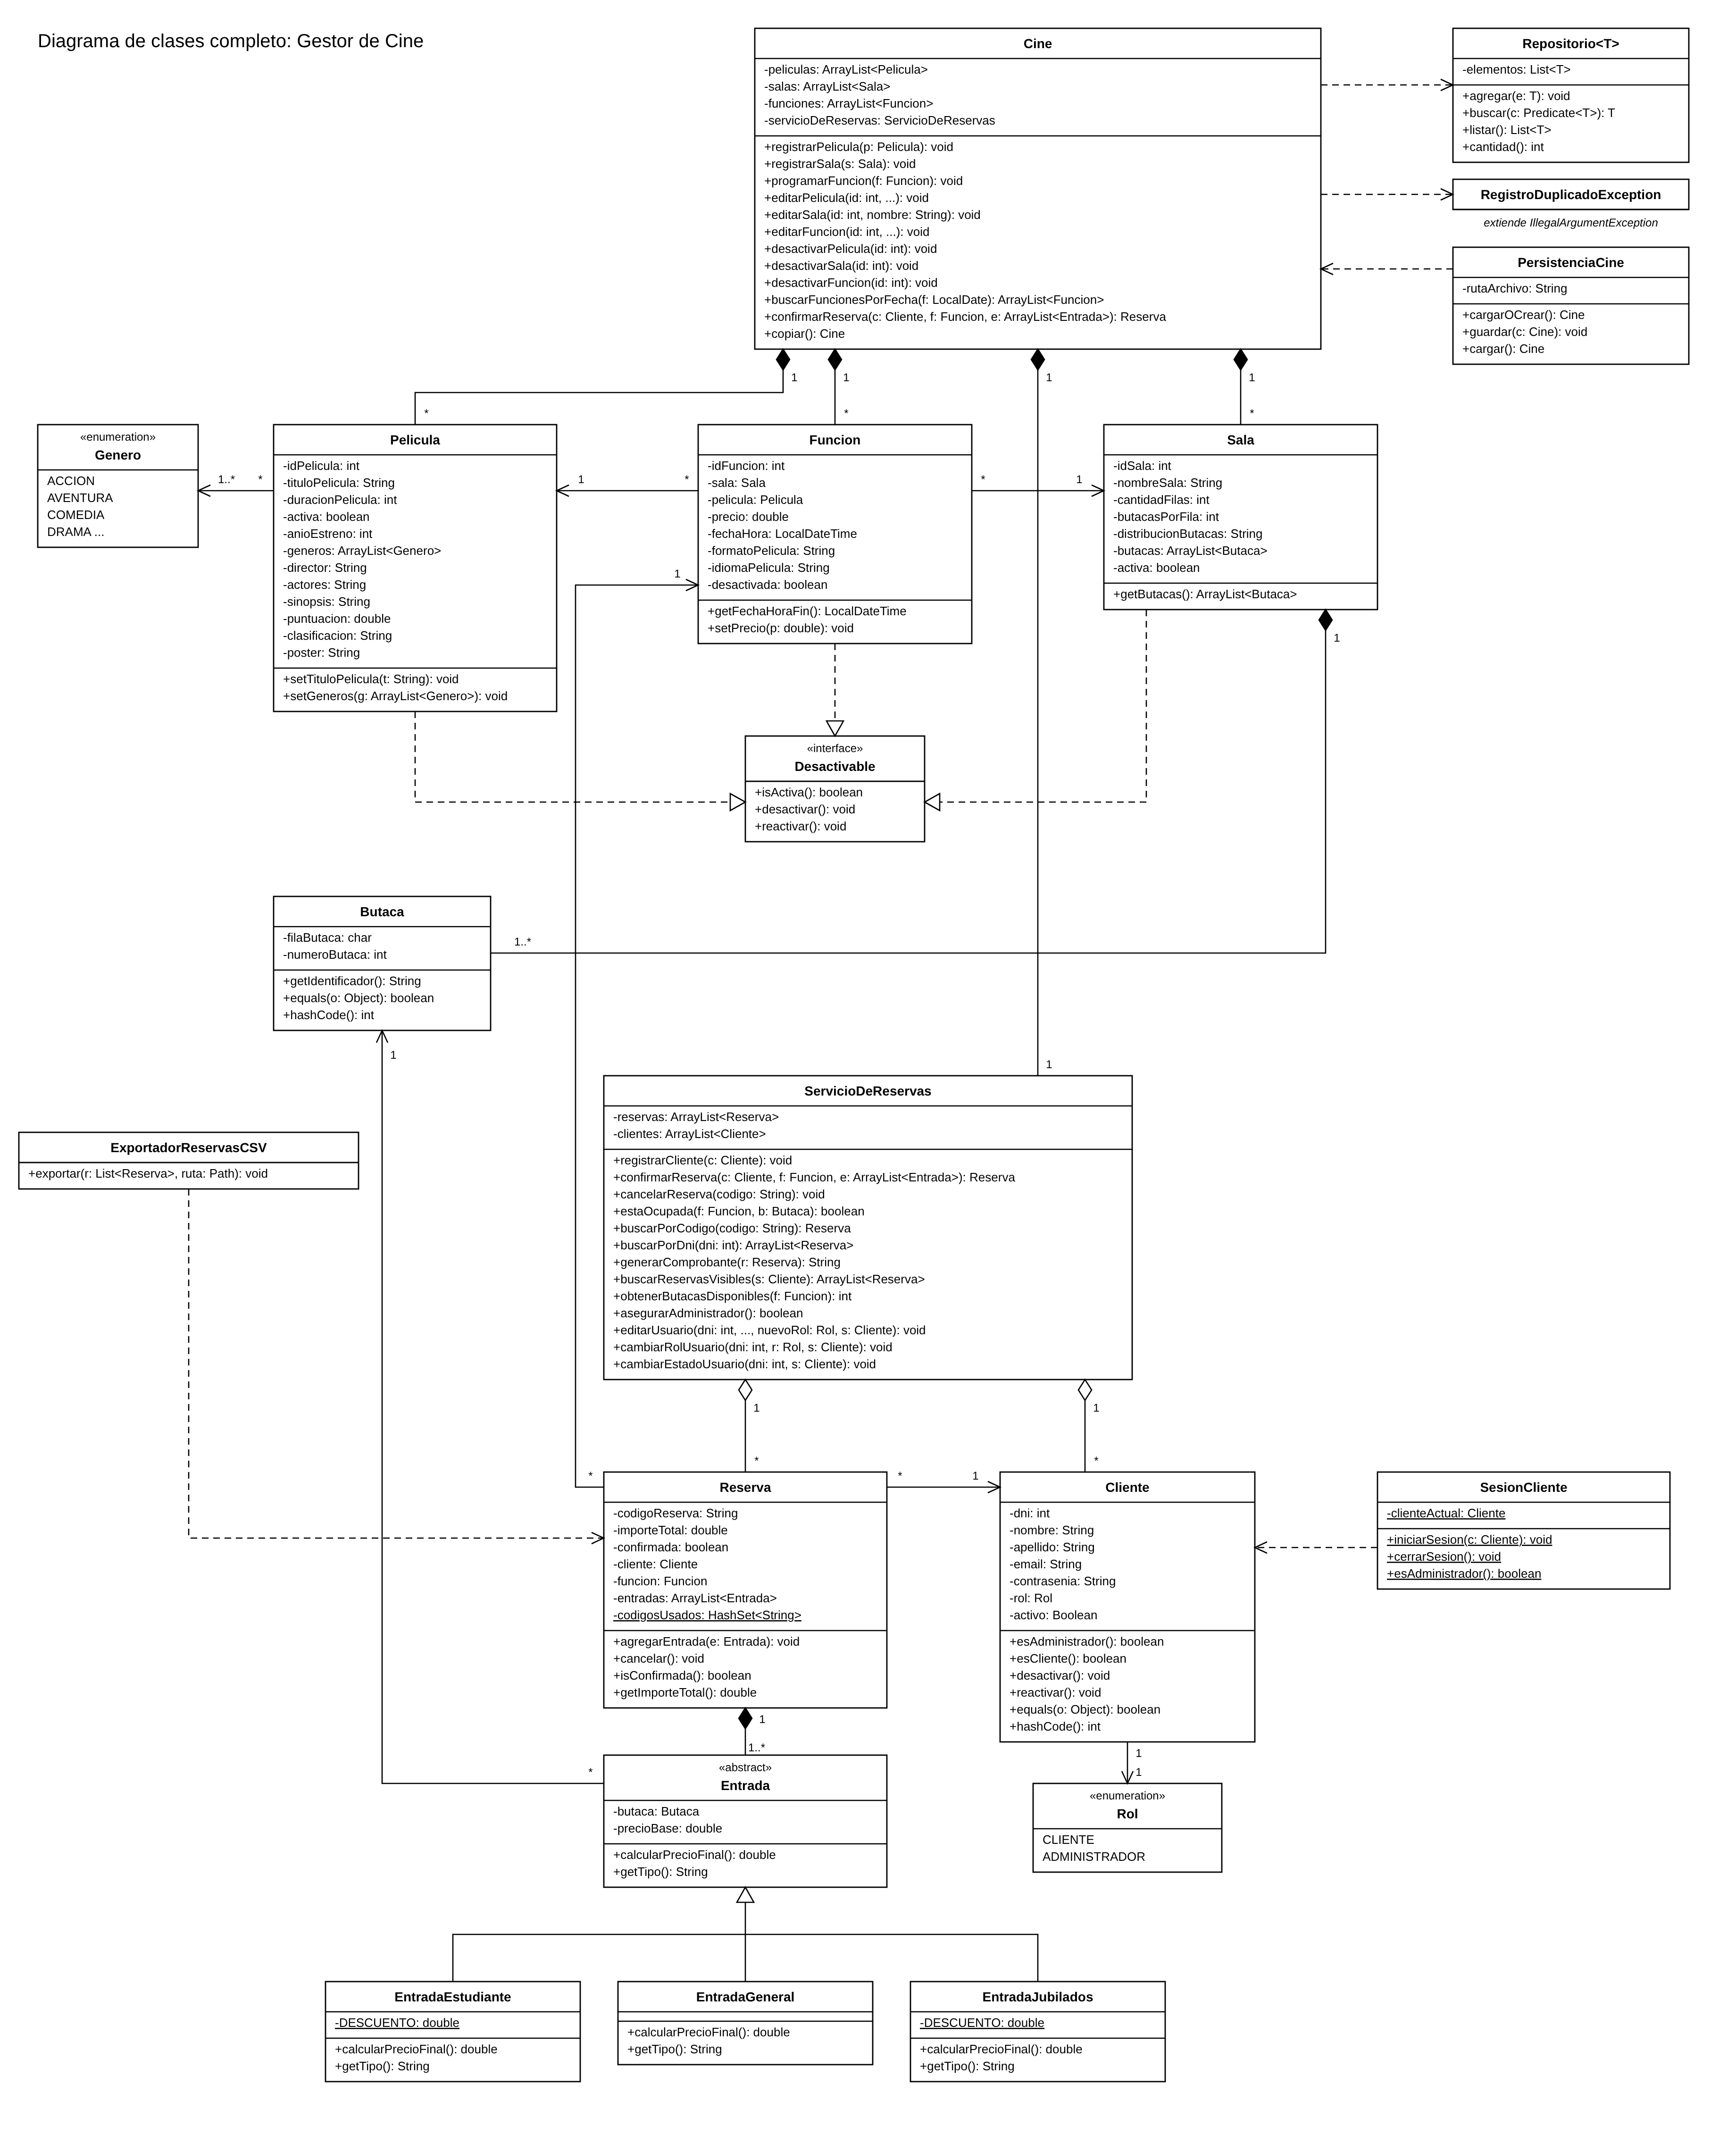 Diagrama de clases completo: Gestor de Cine
Cine
-peliculas: ArrayList<Pelicula>
-salas: ArrayList<Sala>
-funciones: ArrayList<Funcion>
-servicioDeReservas: ServicioDeReservas
+registrarPelicula(p: Pelicula): void
+registrarSala(s: Sala): void
+programarFuncion(f: Funcion): void
+editarPelicula(id: int, ...): void
+editarSala(id: int, nombre: String): void
+editarFuncion(id: int, ...): void
+desactivarPelicula(id: int): void
+desactivarSala(id: int): void
+desactivarFuncion(id: int): void
+buscarFuncionesPorFecha(f: LocalDate): ArrayList<Funcion>
+confirmarReserva(c: Cliente, f: Funcion, e: ArrayList<Entrada>): Reserva
+copiar(): Cine
Repositorio<T>
-elementos: List<T>
+agregar(e: T): void
+buscar(c: Predicate<T>): T
+listar(): List<T>
+cantidad(): int
RegistroDuplicadoException
extiende IllegalArgumentException
PersistenciaCine
-rutaArchivo: String
+cargarOCrear(): Cine
+guardar(c: Cine): void
+cargar(): Cine
1
1
1
1
*
*
*
«enumeration»
Genero
ACCION
AVENTURA
COMEDIA
DRAMA ...
1..*
*
Pelicula
-idPelicula: int
-tituloPelicula: String
-duracionPelicula: int
-activa: boolean
-anioEstreno: int
-generos: ArrayList<Genero>
-director: String
-actores: String
-sinopsis: String
-puntuacion: double
-clasificacion: String
-poster: String
+setTituloPelicula(t: String): void
+setGeneros(g: ArrayList<Genero>): void
1
*
1
Funcion
-idFuncion: int
-sala: Sala
-pelicula: Pelicula
-precio: double
-fechaHora: LocalDateTime
-formatoPelicula: String
-idiomaPelicula: String
-desactivada: boolean
+getFechaHoraFin(): LocalDateTime
+setPrecio(p: double): void
*
1
Sala
-idSala: int
-nombreSala: String
-cantidadFilas: int
-butacasPorFila: int
-distribucionButacas: String
-butacas: ArrayList<Butaca>
-activa: boolean
+getButacas(): ArrayList<Butaca>
1
«interface»
Desactivable
+isActiva(): boolean
+desactivar(): void
+reactivar(): void
Butaca
-filaButaca: char
-numeroButaca: int
+getIdentificador(): String
+equals(o: Object): boolean
+hashCode(): int
1..*
1
1
ExportadorReservasCSV
+exportar(r: List<Reserva>, ruta: Path): void
ServicioDeReservas
-reservas: ArrayList<Reserva>
-clientes: ArrayList<Cliente>
+registrarCliente(c: Cliente): void
+confirmarReserva(c: Cliente, f: Funcion, e: ArrayList<Entrada>): Reserva
+cancelarReserva(codigo: String): void
+estaOcupada(f: Funcion, b: Butaca): boolean
+buscarPorCodigo(codigo: String): Reserva
+buscarPorDni(dni: int): ArrayList<Reserva>
+generarComprobante(r: Reserva): String
+buscarReservasVisibles(s: Cliente): ArrayList<Reserva>
+obtenerButacasDisponibles(f: Funcion): int
+asegurarAdministrador(): boolean
+editarUsuario(dni: int, ..., nuevoRol: Rol, s: Cliente): void
+cambiarRolUsuario(dni: int, r: Rol, s: Cliente): void
+cambiarEstadoUsuario(dni: int, s: Cliente): void
1
1
*
*
*
Reserva
-codigoReserva: String
-importeTotal: double
-confirmada: boolean
-cliente: Cliente
-funcion: Funcion
-entradas: ArrayList<Entrada>
-codigosUsados: HashSet<String>
+agregarEntrada(e: Entrada): void
+cancelar(): void
+isConfirmada(): boolean
+getImporteTotal(): double
*
1
Cliente
-dni: int
-nombre: String
-apellido: String
-email: String
-contrasenia: String
-rol: Rol
-activo: Boolean
+esAdministrador(): boolean
+esCliente(): boolean
+desactivar(): void
+reactivar(): void
+equals(o: Object): boolean
+hashCode(): int
SesionCliente
-clienteActual: Cliente
+iniciarSesion(c: Cliente): void
+cerrarSesion(): void
+esAdministrador(): boolean
1
1..*
*
«abstract»
Entrada
-butaca: Butaca
-precioBase: double
+calcularPrecioFinal(): double
+getTipo(): String
1
1
«enumeration»
Rol
CLIENTE
ADMINISTRADOR
EntradaEstudiante
-DESCUENTO: double
+calcularPrecioFinal(): double
+getTipo(): String
EntradaGeneral
+calcularPrecioFinal(): double
+getTipo(): String
EntradaJubilados
-DESCUENTO: double
+calcularPrecioFinal(): double
+getTipo(): String